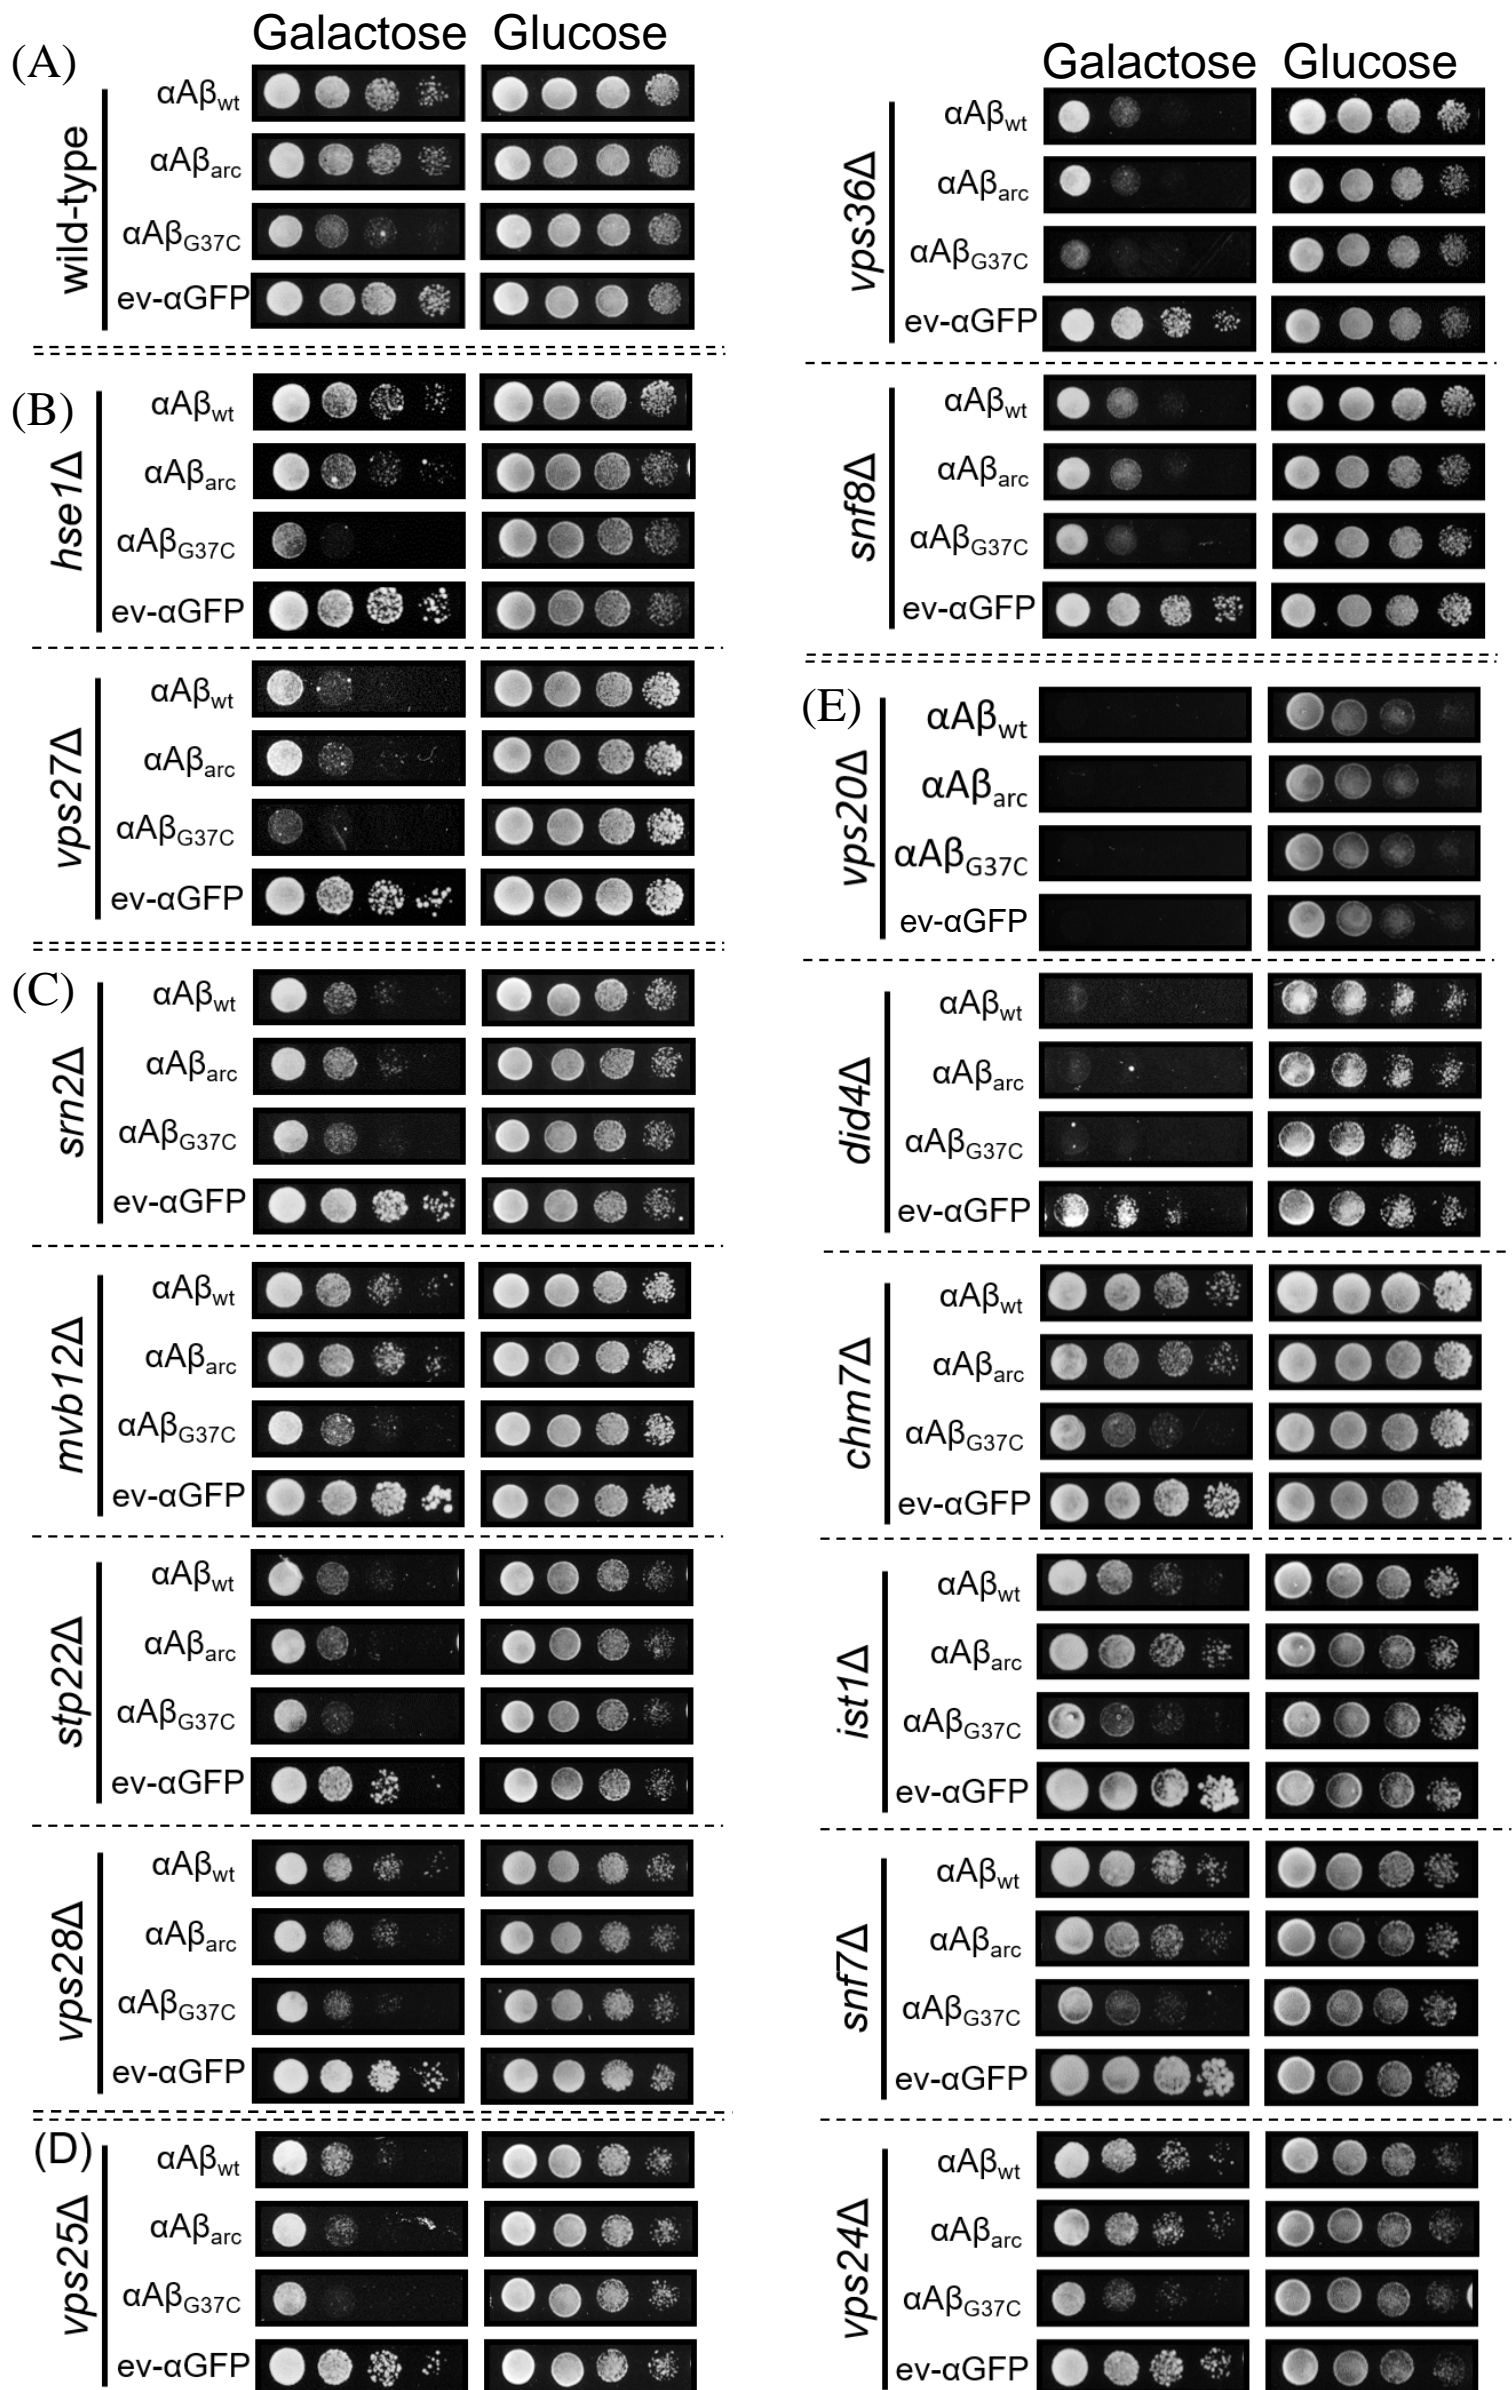 Galactose Glucose
(A)
wild-type
αAβwt
αAβarc
αAβG37C
ev-αGFP
(B)
hse1Δ
αAβwt
αAβarc
αAβG37C
ev-αGFP
vps27Δ
αAβwt
αAβarc
αAβG37C
ev-αGFP
(C)
srn2Δ
αAβwt
αAβarc
αAβG37C
ev-αGFP
mvb12Δ
αAβwt
αAβarc
αAβG37C
ev-αGFP
stp22Δ
αAβwt
αAβarc
αAβG37C
ev-αGFP
vps28Δ
αAβwt
αAβarc
αAβG37C
ev-αGFP
(D)
vps25Δ
αAβwt
αAβarc
αAβG37C
ev-αGFP
Galactose Glucose
vps36Δ
αAβwt
αAβarc
αAβG37C
ev-αGFP
snf8Δ
αAβwt
αAβarc
αAβG37C
ev-αGFP
(E)
vps20Δ
αAβwt
αAβarc
αAβG37C
ev-αGFP
did4Δ
αAβwt
αAβarc
αAβG37C
ev-αGFP
chm7Δ
αAβwt
αAβarc
αAβG37C
ev-αGFP
ist1Δ
αAβwt
αAβarc
αAβG37C
ev-αGFP
snf7Δ
αAβwt
αAβarc
αAβG37C
ev-αGFP
vps24Δ
αAβwt
αAβarc
αAβG37C
ev-αGFP